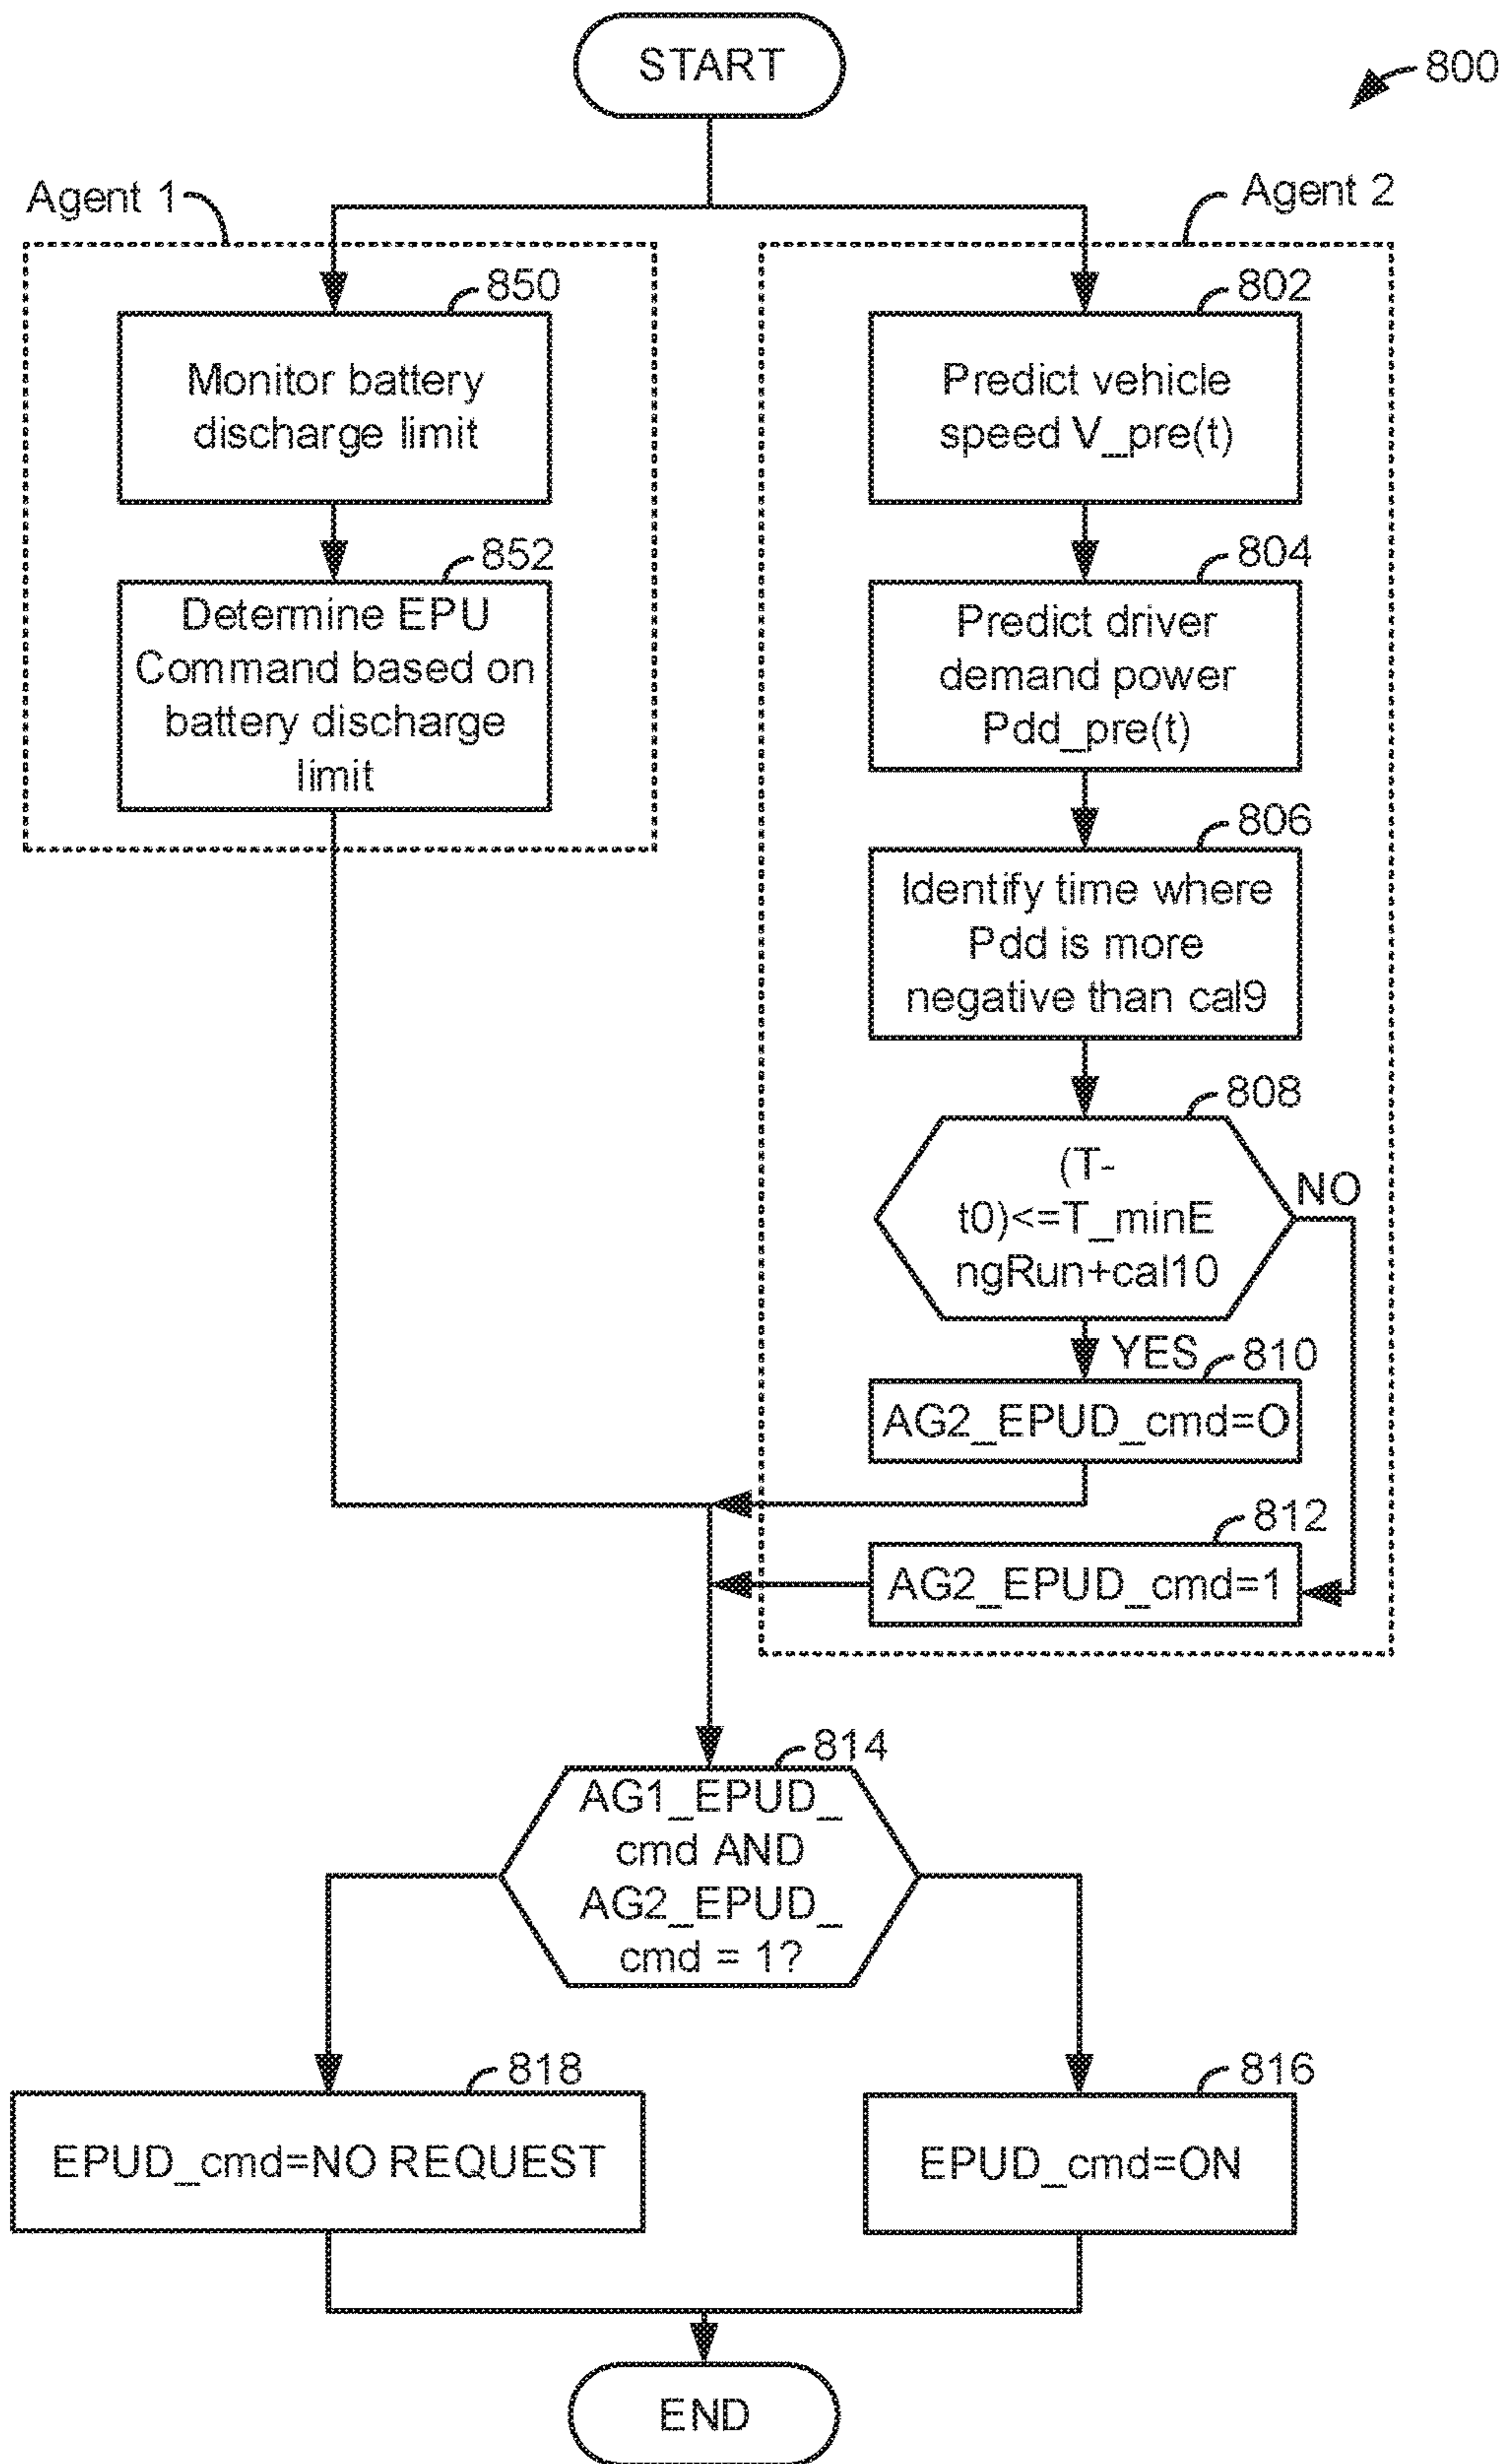 START
800
Agent 1
Agent 2
850
Monitor battery
discharge limit
852
Determine EPU
Command based on
battery discharge
limit
802
Predict vehicle
speed V_pre(t)
804
Predict driver
demand power
Pdd_pre(t)
806
Identify time where
Pdd is more
negative than cal9
808
(T-
t0)<=T_minE
ngRun+cal10
NO
YES
810
AG2_EPUD_cmd=O
812
AG2_EPUD_cmd=1
814
AG1_EPUD_
cmd AND
AG2_EPUD_
cmd = 1?
818
EPUD_cmd=NO REQUEST
816
EPUD_cmd=ON
END